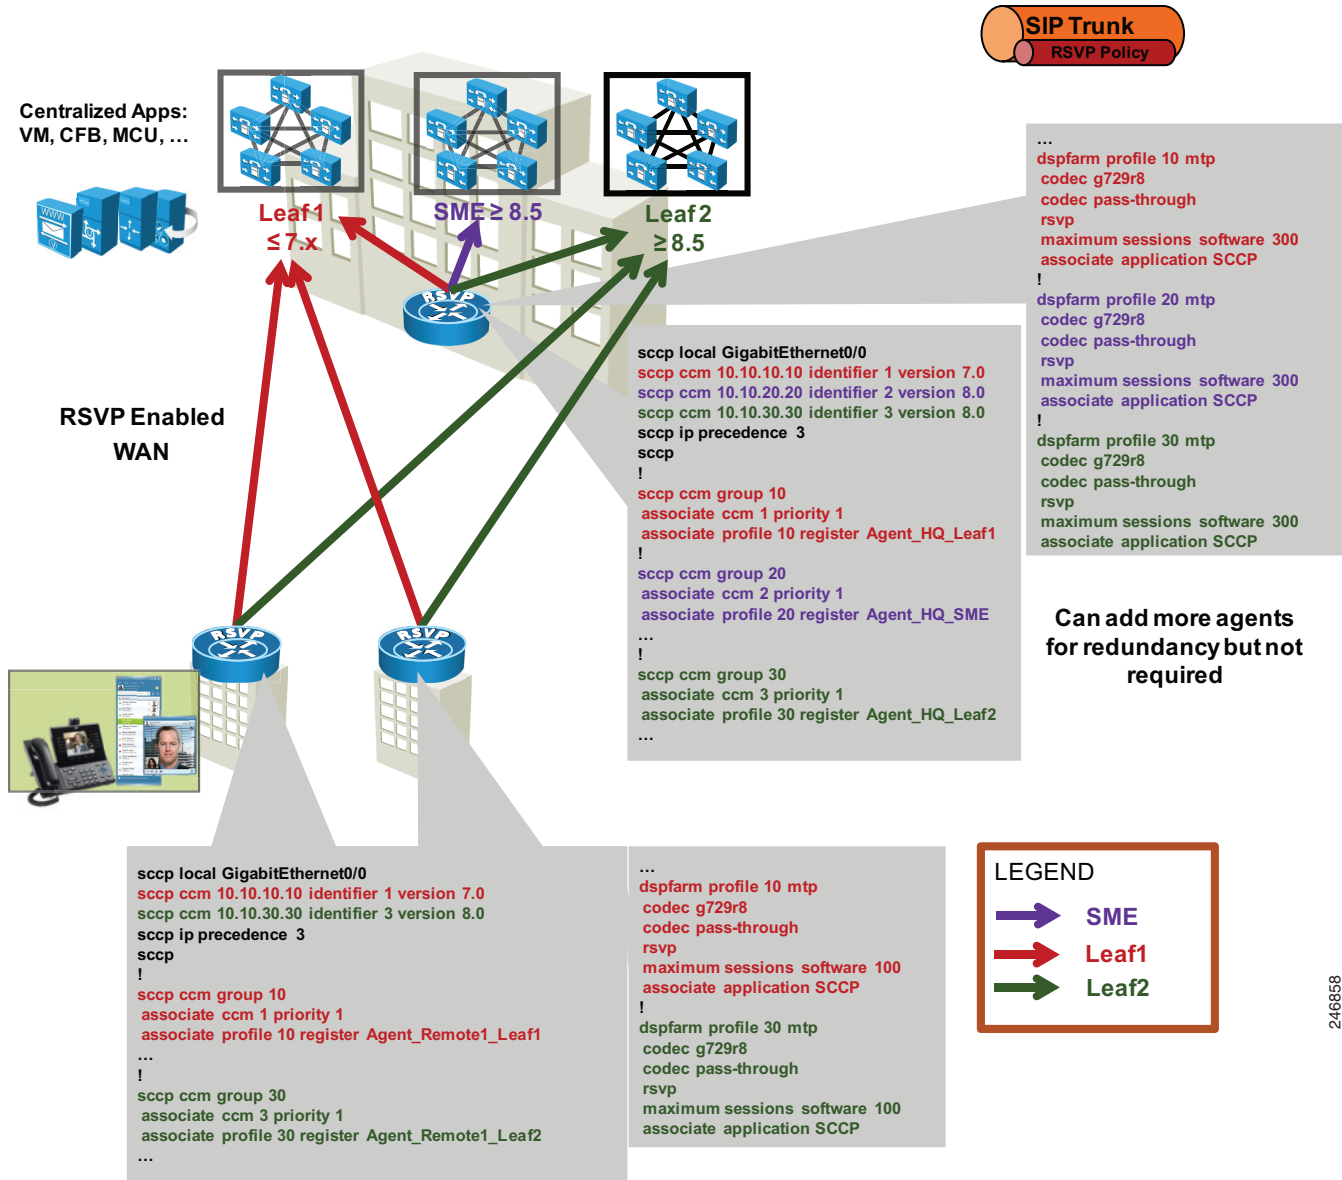 SIP Trunk
RSVP Policy
Centralized Apps:
VM, CFB, MCU, …
Leaf1
≤ 7.x
SME ≥ 8.5
Leaf2
≥ 8.5
RSVP
RSVP Enabled
WAN
RSVP
RSVP
…
dspfarm profile 10 mtp
codec g729r8
codec pass-through
rsvp
maximum sessions software 300
associate application SCCP
!
dspfarm profile 20 mtp
codec g729r8
codec pass-through
rsvp
maximum sessions software 300
associate application SCCP
!
dspfarm profile 30 mtp
codec g729r8
codec pass-through
rsvp
maximum sessions software 300
associate application SCCP
sccp local GigabitEthernet0/0
sccp ccm 10.10.10.10 identifier 1 version 7.0
sccp ccm 10.10.20.20 identifier 2 version 8.0
sccp ccm 10.10.30.30 identifier 3 version 8.0
sccp ip precedence 3
sccp
!
sccp ccm group 10
associate ccm 1 priority 1
associate profile 10 register Agent_HQ_Leaf1
!
sccp ccm group 20
associate ccm 2 priority 1
associate profile 20 register Agent_HQ_SME
…
!
sccp ccm group 30
associate ccm 3 priority 1
associate profile 30 register Agent_HQ_Leaf2
…
Can add more agents
for redundancy but not
required
sccp local GigabitEthernet0/0
sccp ccm 10.10.10.10 identifier 1 version 7.0
sccp ccm 10.10.30.30 identifier 3 version 8.0
sccp ip precedence 3
sccp
!
sccp ccm group 10
associate ccm 1 priority 1
associate profile 10 register Agent_Remote1_Leaf1
…
!
sccp ccm group 30
associate ccm 3 priority 1
associate profile 30 register Agent_Remote1_Leaf2
…
…
dspfarm profile 10 mtp
codec g729r8
codec pass-through
rsvp
maximum sessions software 100
associate application SCCP
!
dspfarm profile 30 mtp
codec g729r8
codec pass-through
rsvp
maximum sessions software 100
associate application SCCP
LEGEND
SME
Leaf1
Leaf2
246858